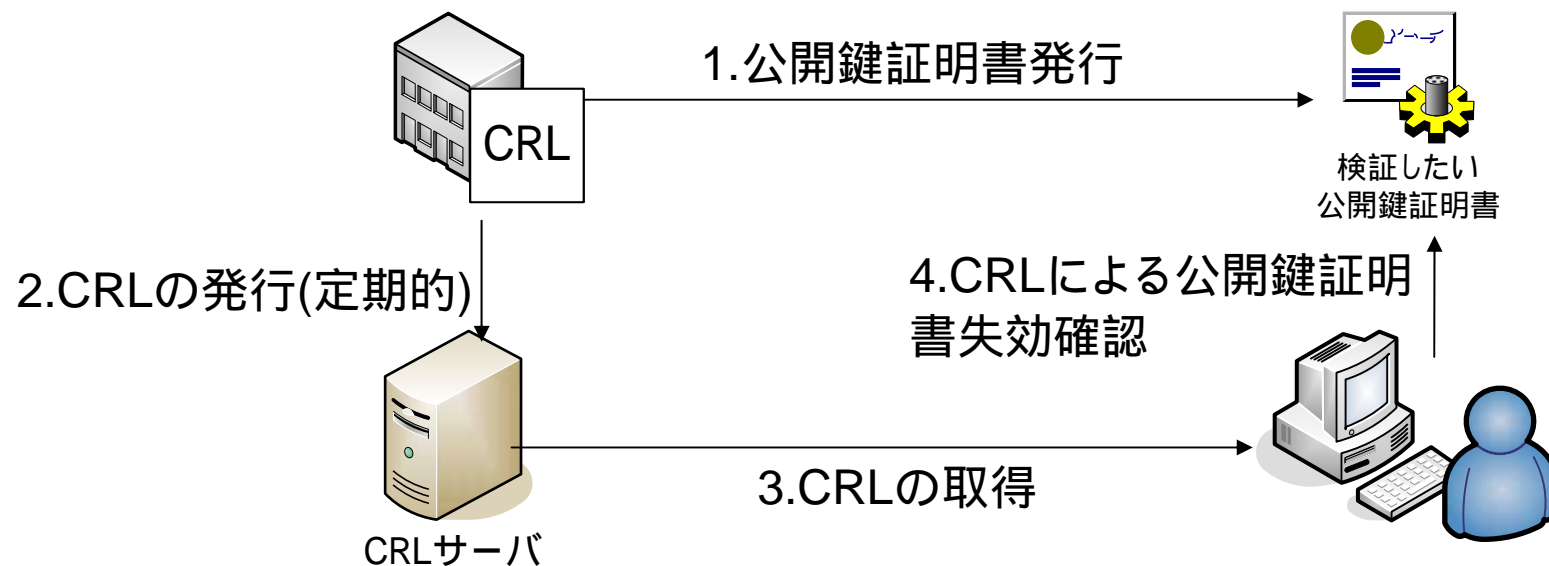 1.公開鍵証明書発行
CRL
検証したい
公開鍵証明書
2.CRLの発行(定期的)
4.CRLによる公開鍵証明
書失効確認
3.CRLの取得
CRLサーバ